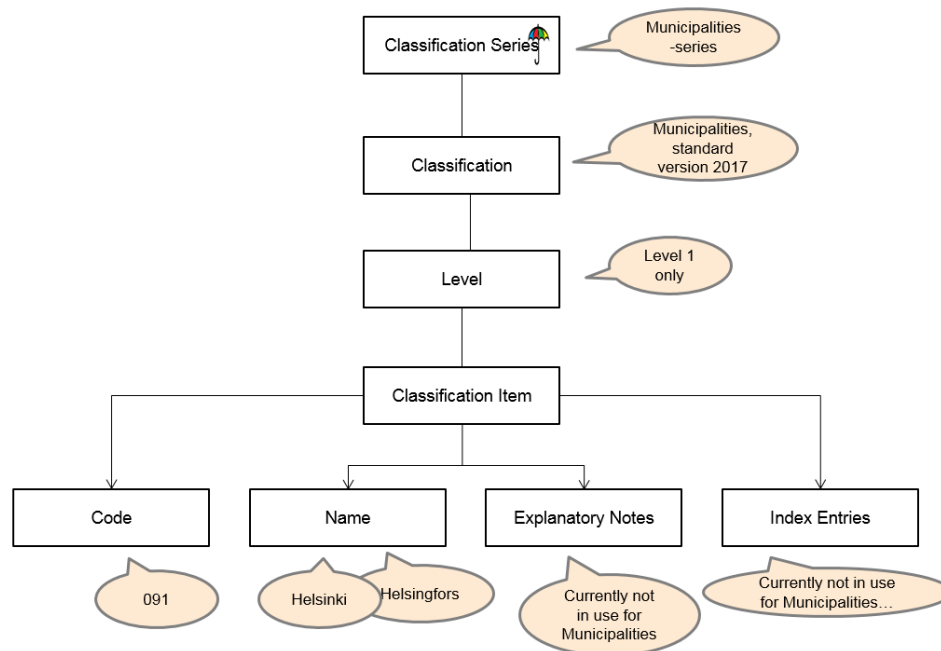 Classification Series
Municipalities
-series
Classification
Municipalities,
standard
version 2017
Level
Level 1
only
Classification Item
Code
Name
Explanatory Notes
Index Entries
091
Helsinki
Helsingfors
Currently not
in use for
Municipalities
Currently not in use
for Municipalities…